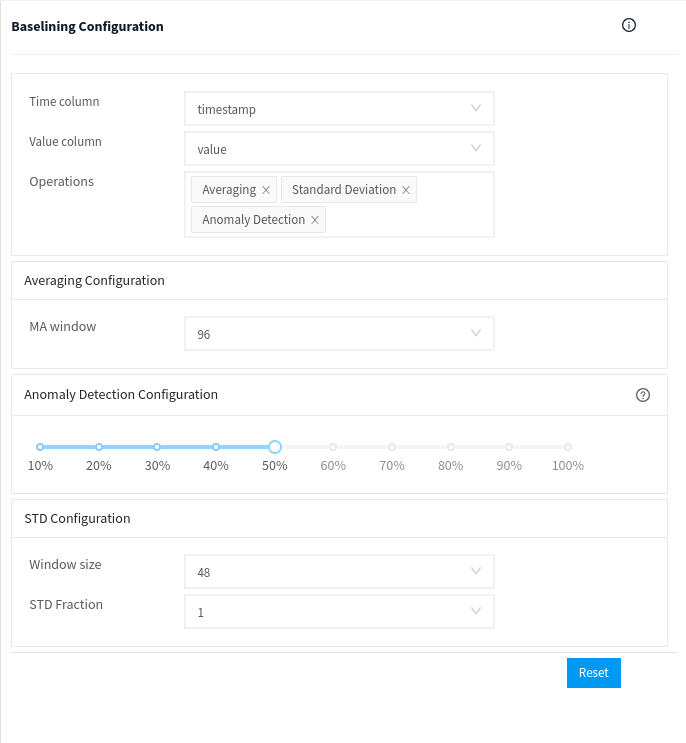 Baselining Configuration
Time column
timestamp
Value column
value
Operations
Averaging
Standard Deviation
Anomaly Detection
Averaging Configuration
MA window
96
Anomaly Detection Configuration
10% 20% 30% 40% 50% 60% 70% 80% 90% 100%
STD Configuration
Window size
48
STD Fraction
1
Reset